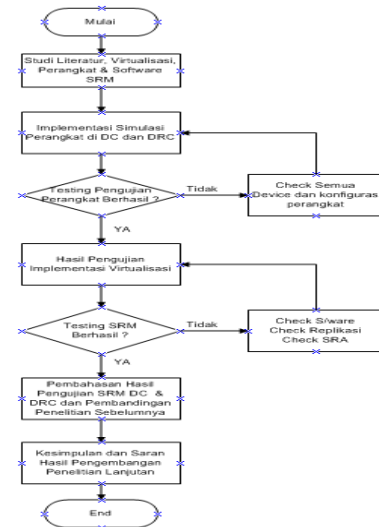 Mulai
Studi Literatur, Virtualisasi,
Perangkat & Software
SRM
Implementasi Simulasi
Perangkat di DC dan DRC
Testing Pengujian
Perangkat Berhasil ?
Tidak
Check Semua
Device dan konfiguras
perangkat
YA
Hasil Pengujian
Implementasi Virtualisasi
Testing SRM
Berhasil ?
Tidak
Check S/ware
Check Replikasi
Check SRA
YA
Pembahasan Hasil
Pengujian SRM DC &
DRC dan Pembandingan
Penelitian Sebelumnya
Kesimpulan dan Saran
Hasil Pengembangan
Penelitian Lanjutan
End